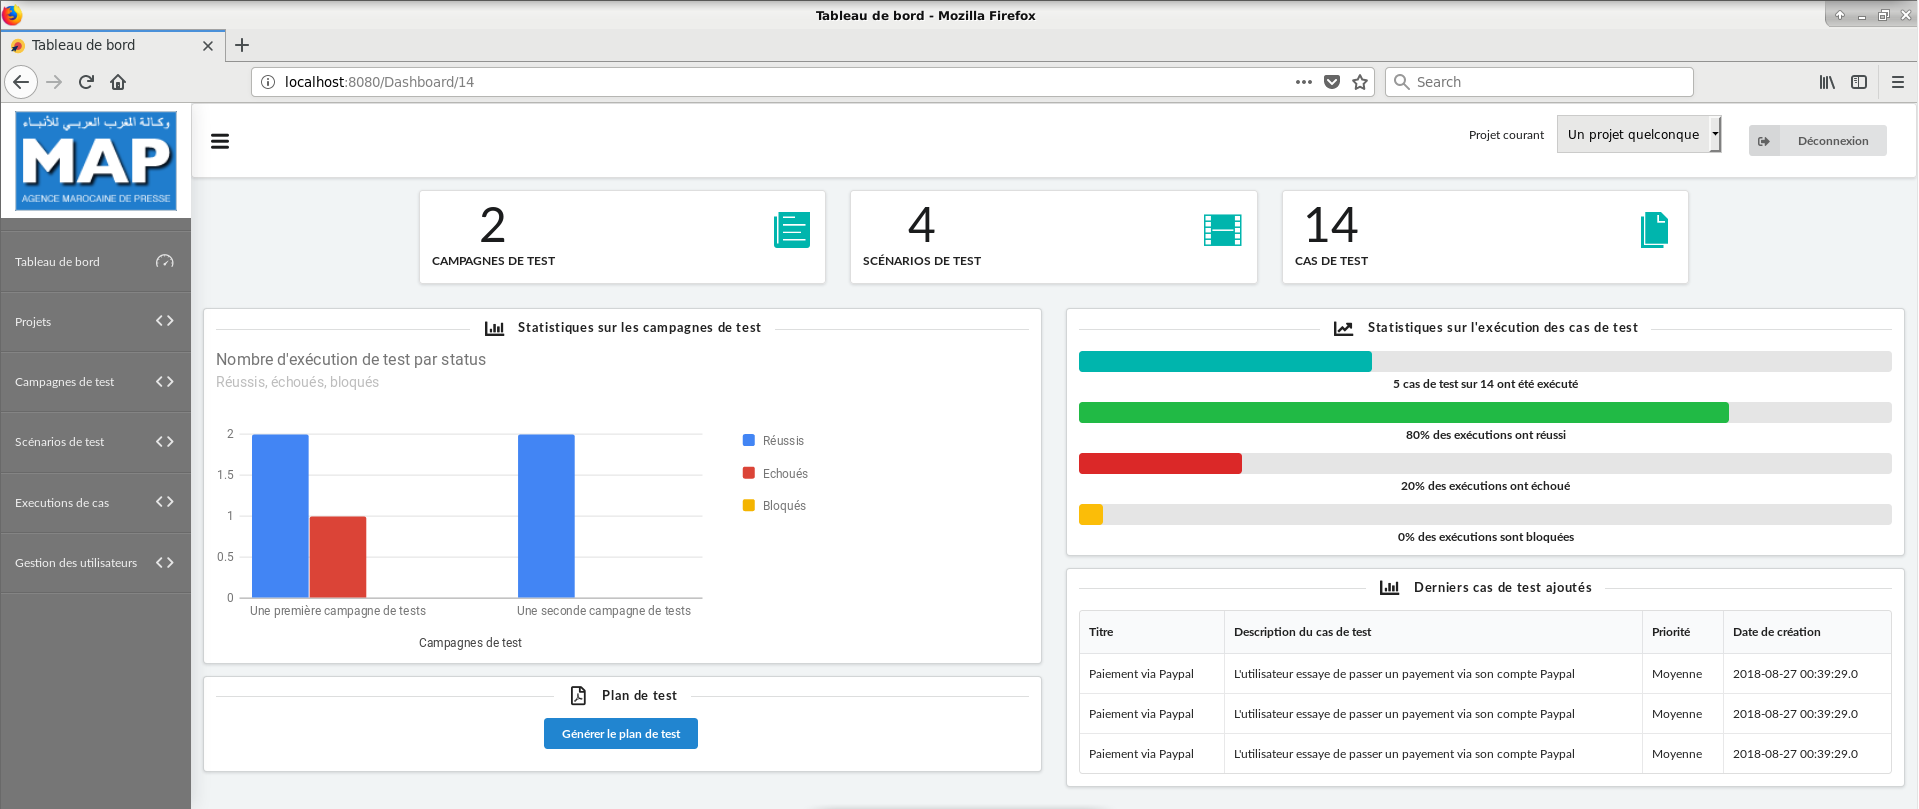 Tableau de bord - Mozilla Firefox
Tableau de bord
localhost:8080/Dashboard/14
Search
وكالة المغرب العربي للأنباء
MAP
AGENCE MAROCAINE DE PRESSE
Projet courant
Un projet quelconque
Déconnexion
Tableau de bord
Projets
Campagnes de test
Scénarios de test
Executions de cas
Gestion des utilisateurs
2
CAMPAGNES DE TEST
4
SCÉNARIOS DE TEST
14
CAS DE TEST
Statistiques sur les campagnes de test
Nombre d'exécution de test par status
Réussis, échoués, bloqués
2
1.5
1
0.5
0
Une première campagne de tests
Une seconde campagne de tests
Campagnes de test
Réussis
Echoués
Bloqués
Plan de test
Générer le plan de test
Statistiques sur l'exécution des cas de test
5 cas de test sur 14 ont été exécuté
80% des exécutions ont réussi
20% des exécutions ont échoué
0% des exécutions sont bloquées
Derniers cas de test ajoutés
Titre Description du cas de test Priorité Date de création
Paiement via Paypal L'utilisateur essaye de passer un payement via son compte Paypal Moyenne 2018-08-27 00:39:29.0
Paiement via Paypal L'utilisateur essaye de passer un payement via son compte Paypal Moyenne 2018-08-27 00:39:29.0
Paiement via Paypal L'utilisateur essaye de passer un payement via son compte Paypal Moyenne 2018-08-27 00:39:29.0